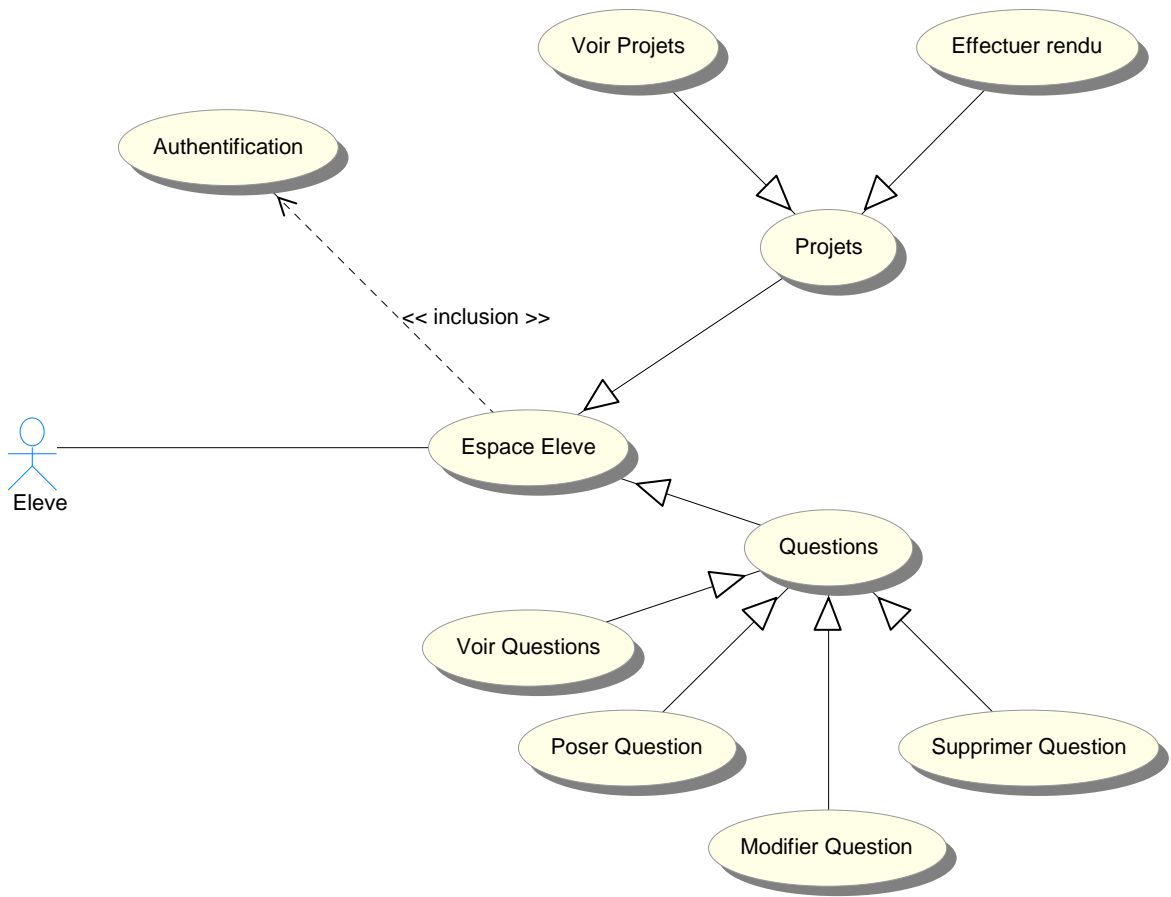 Voir Projets
Effectuer rendu
Authentification
Projets
<< inclusion >>
Espace Eleve
Eleve
Questions
Voir Questions
Poser Question
Supprimer Question
Modifier Question